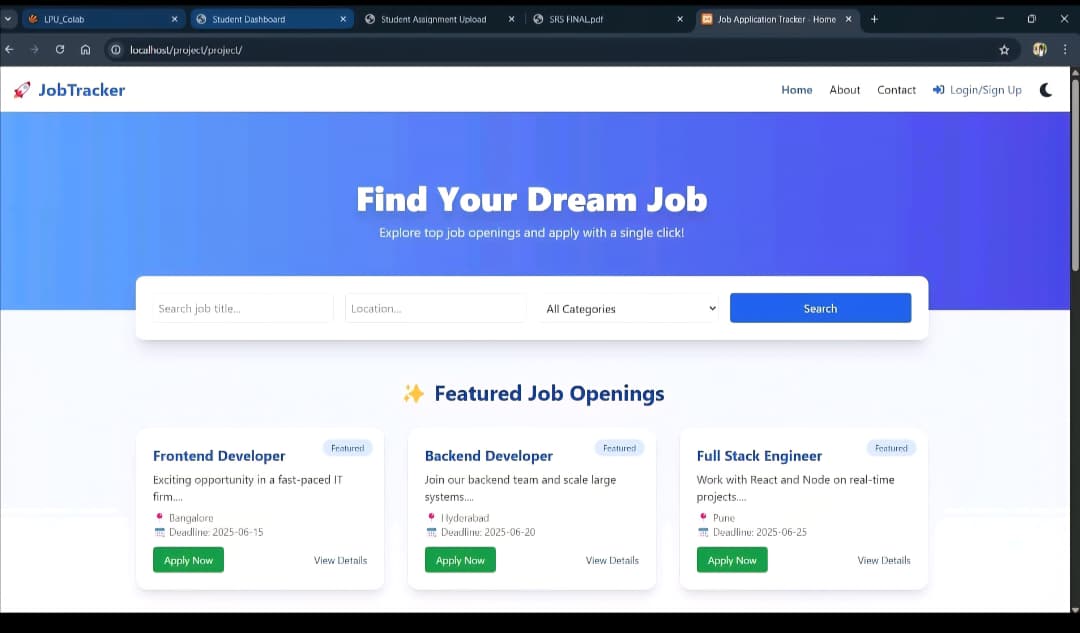 LPU_Colab
Student Dashboard
Student Assignment Upload
SRS FINAL.pdf
Job Application Tracker - Home
localhost/project/project/
JobTracker
Home About Contact Login/Sign Up
Find Your Dream Job
Explore top job openings and apply with a single click!
Search job title...
Location...
All Categories
Search
Featured Job Openings
Featured
Frontend Developer
Exciting opportunity in a fast-paced IT
firm....
Bangalore
Deadline: 2025-06-15
Apply Now View Details
Featured
Backend Developer
Join our backend team and scale large
systems....
Hyderabad
Deadline: 2025-06-20
Apply Now View Details
Featured
Full Stack Engineer
Work with React and Node on real-time
projects....
Pune
Deadline: 2025-06-25
Apply Now View Details